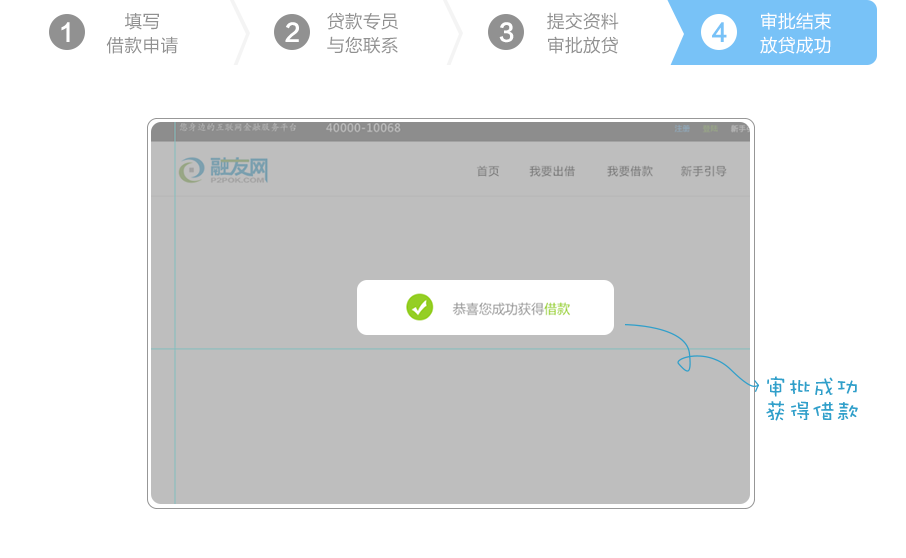 1
填写
借款申请
2
贷款专员
与您联系
3
提交资料
审批放贷
4
审批结束
放贷成功
您身边的互联网金融服务平台
40000-10068
注册
新手
融友网
P2POK.COM
首页
我要出借
我要借款
新手引导
恭喜您成功获得借款
审批成功
获得借款